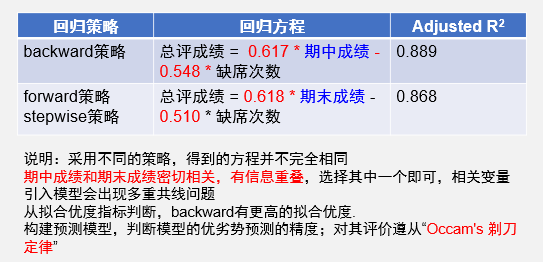 回归策略 回归方程 Adjusted R²
backward策略 总评成绩 = 0.617 * 期中成绩 - 0.889
0.548 * 缺席次数
forward策略 总评成绩 = 0.618 * 期末成绩 - 0.868
stepwise策略 0.510 * 缺席次数
说明：采用不同的策略，得到的方程并不完全相同
期中成绩和期末成绩密切相关，有信息重叠，选择其中一个即可，相关变量
引入模型会出现多重共线问题
从拟合优度指标判断，backward有更高的拟合优度.
构建预测模型，判断模型的优劣势预测的精度；对其评价遵从“Occam's 剃刀
定律”